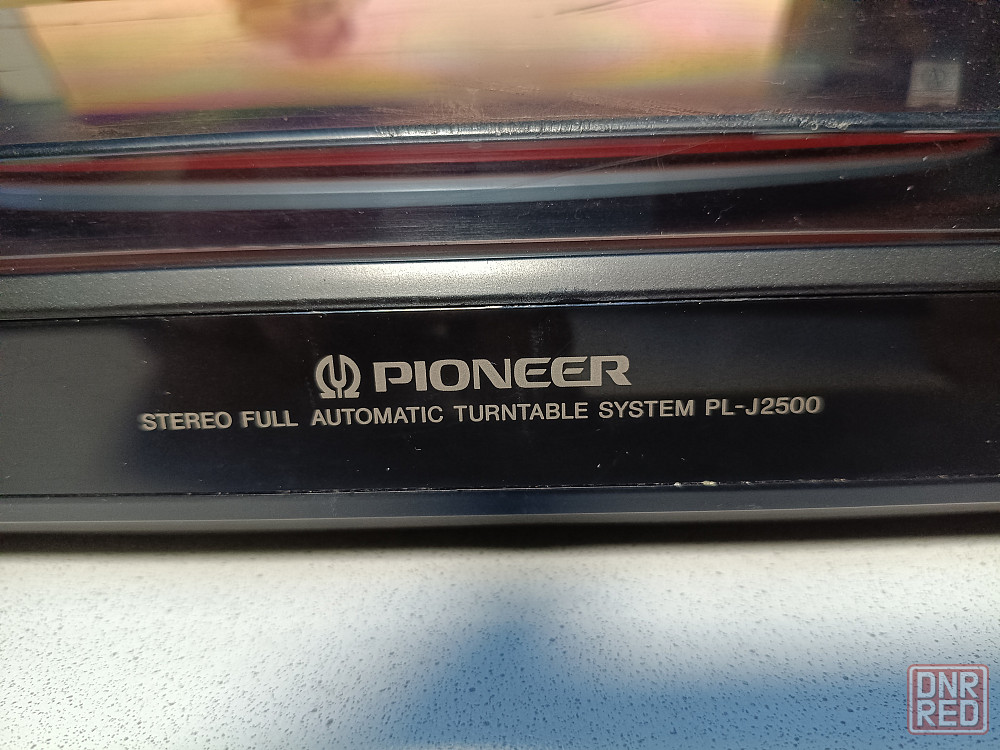 PIONEER
STEREO FULL AUTOMATIC TURNTABLE SYSTEM PL-J2500
DNR
RED